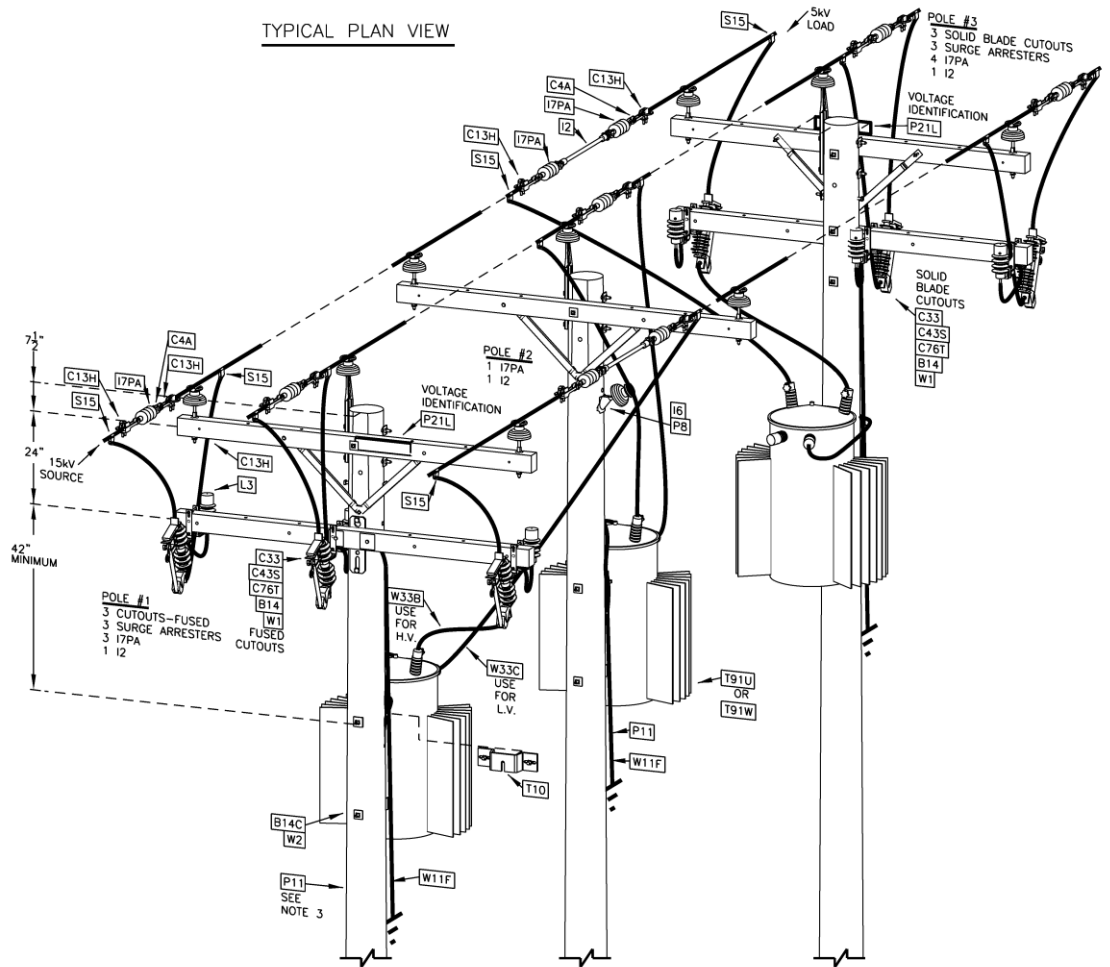 TYPICAL PLAN VIEW
S15
5kV
LOAD
POLE #3
3 SOLID BLADE CUTOUTS
3 SURGE ARRESTERS
4 I7PA
1 I2
C13H
C4A
I7PA
I2
VOLTAGE
IDENTIFICATION
P21L
C13H
I7PA
S15
SOLID
BLADE
CUTOUTS
C33
C43S
C76T
B14
W1
7½"
C4A
C13H
C13H
I7PA
S15
S15
POLE #2
1 I7PA
1 I2
VOLTAGE
IDENTIFICATION
P21L
I6
P8
24"
15kV
SOURCE
C13H
L3
S15
42"
MINIMUM
C33
C43S
C76T
B14
W1
FUSED
CUTOUTS
POLE #1
3 CUTOUTS-FUSED
3 SURGE ARRESTERS
3 I7PA
1 I2
W33B
USE
FOR
H.V.
W33C
USE
FOR
L.V.
T91U
OR
T91W
P11
W11F
T10
B14C
W2
P11
SEE
NOTE 3
W11F